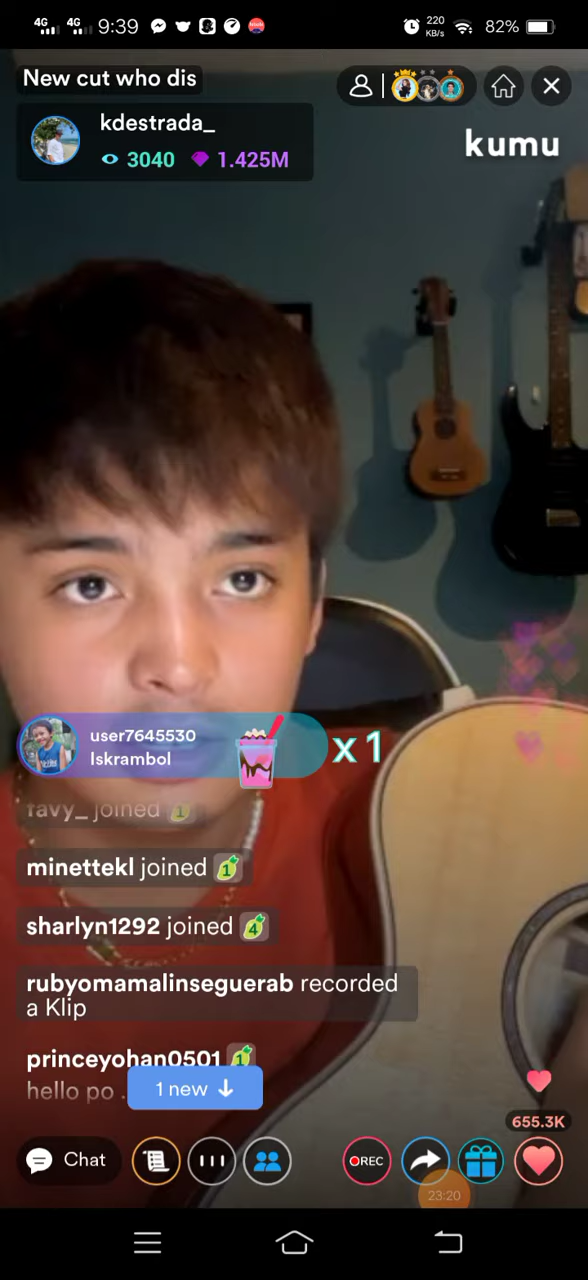 4G 4G 9:39 220 KB/s 82%
New cut who dis
kdestrada_
3040 1.425M
kumu
user7645530
Iskrambol
x 1
favy_ joined 1
minettekl joined 1
sharlyn1292 joined 4
rubyomamalinseguerab recorded
a Klip
princeyohan0501 1
hello po .
1 new
655.3K
Chat
REC
23:20